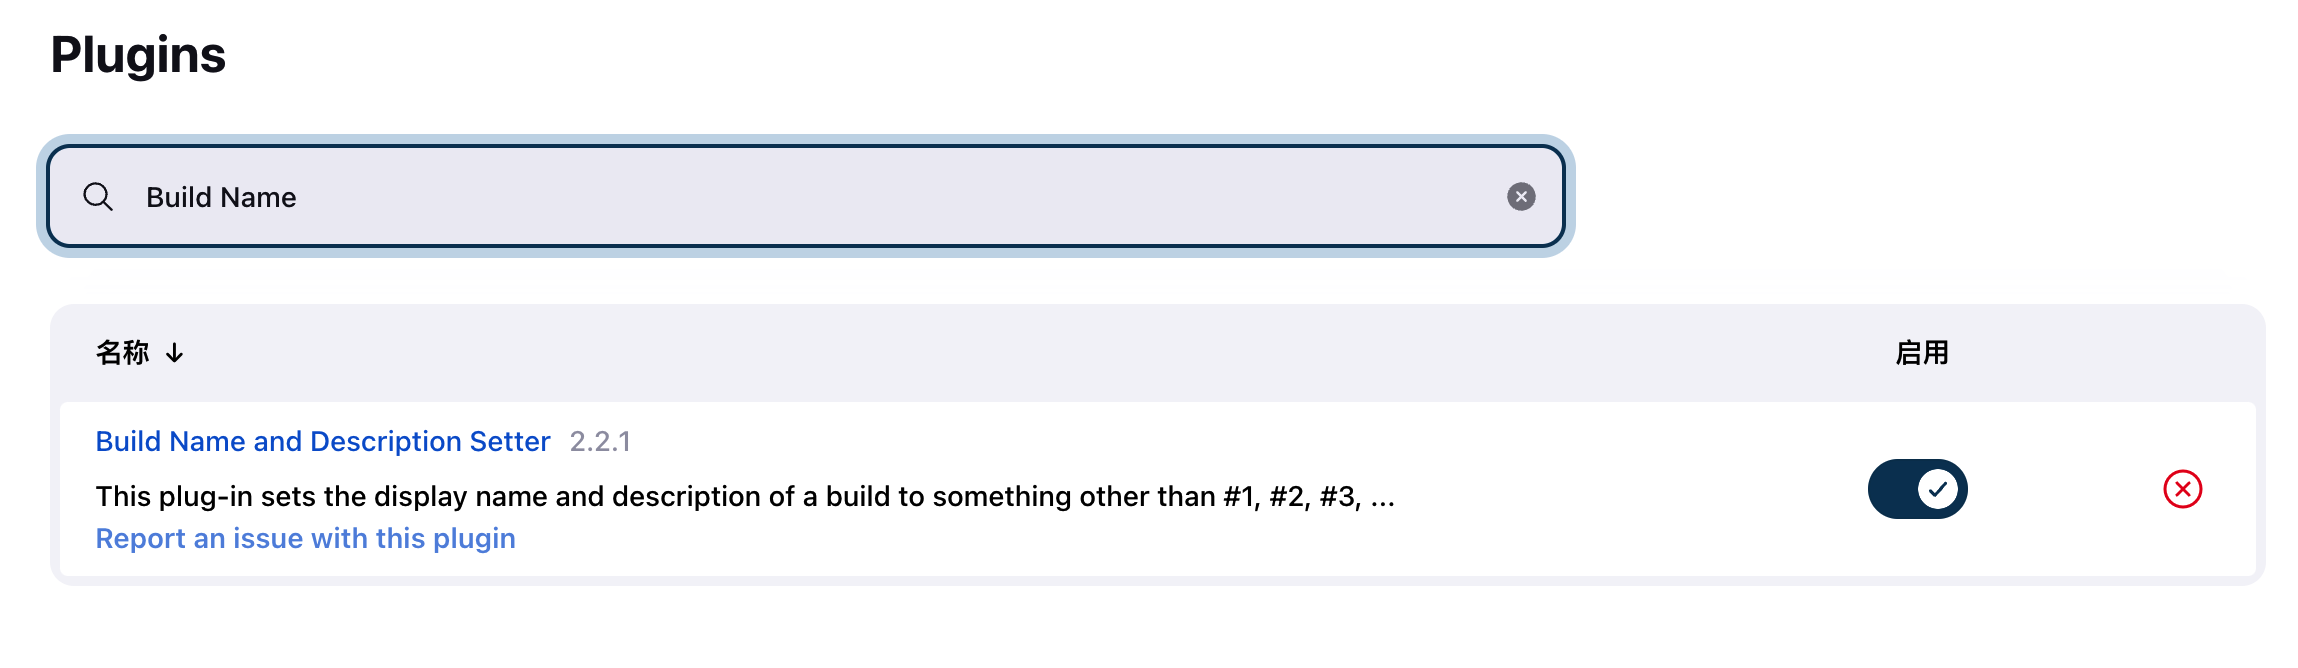 Plugins
Build Name
名称 ↓ 启用
Build Name and Description Setter 2.2.1
This plug-in sets the display name and description of a build to something other than #1, #2, #3, ...
Report an issue with this plugin